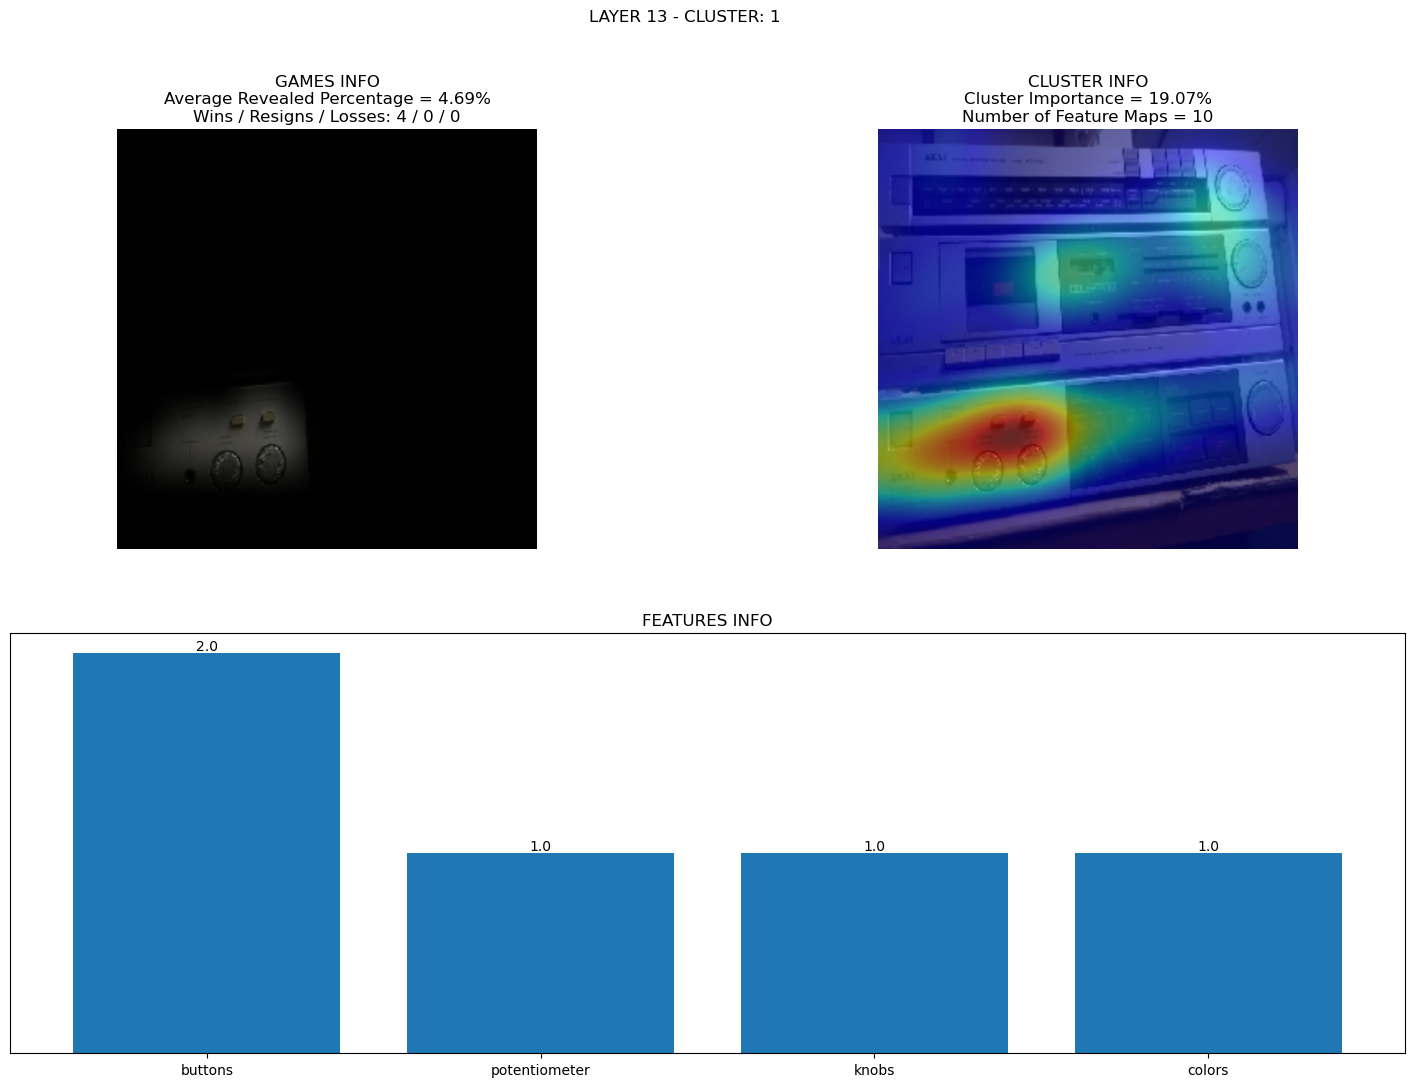 LAYER 13 - CLUSTER: 1
GAMES INFO
Average Revealed Percentage = 4.69%
Wins / Resigns / Losses: 4 / 0 / 0
CLUSTER INFO
Cluster Importance = 19.07%
Number of Feature Maps = 10
AKAI
AKAI
AKAI
FEATURES INFO
2.0
1.0
1.0
1.0
buttons
potentiometer
knobs
colors